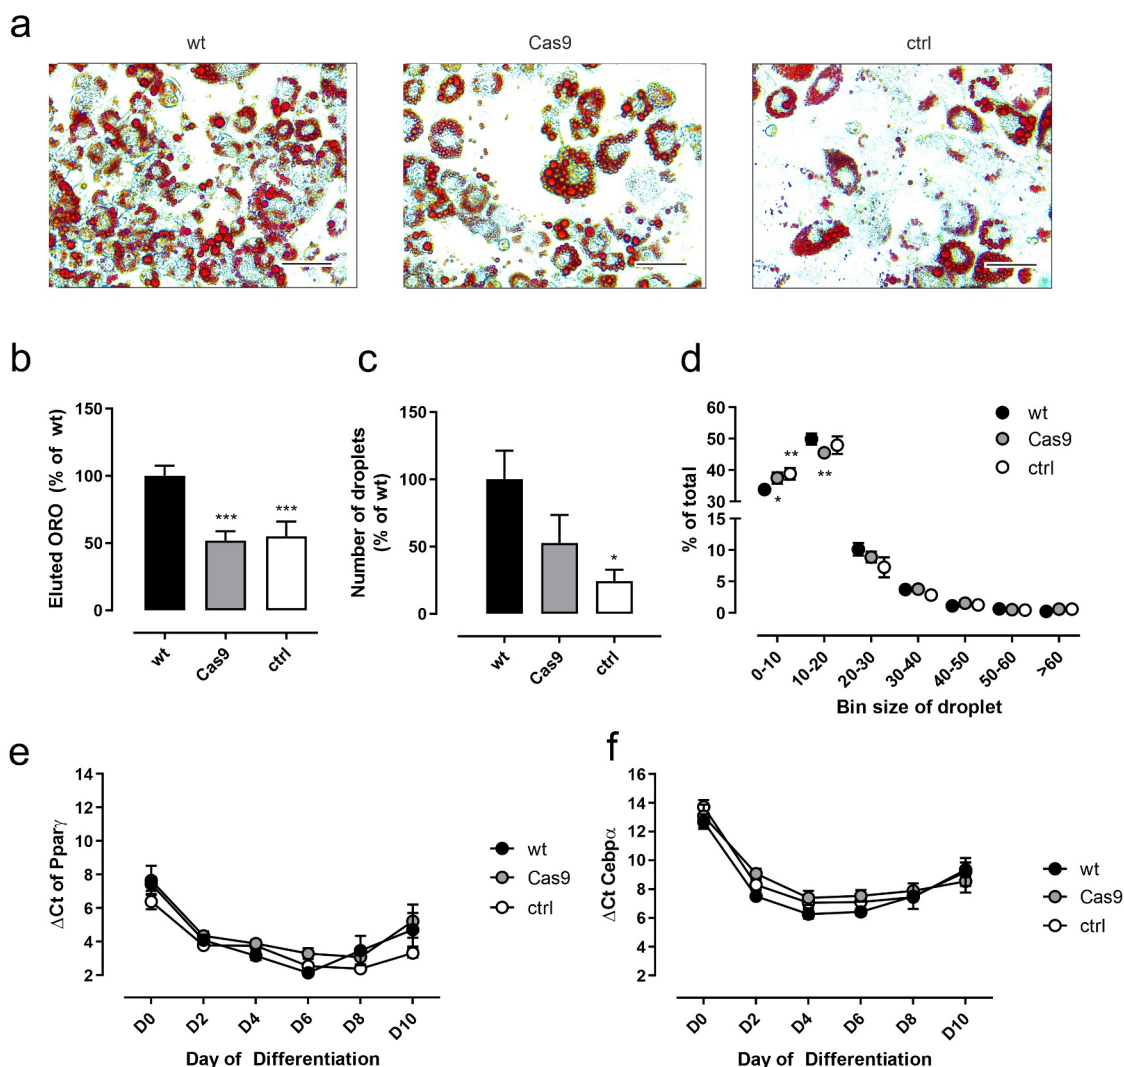 a
wt
Cas9
ctrl
b
c
d
Eluted ORO (% of wt)
150
100
50
0
***
***
wt
Cas9
ctrl
Number of droplets
(% of wt)
150
100
50
0
*
wt
Cas9
ctrl
% of total
60
50
40
30
15
10
5
0
**
*
**
wt
Cas9
ctrl
0-10
10-20
20-30
30-40
40-50
50-60
>60
Bin size of droplet
e
f
ΔCt of Pparγ
14
12
10
8
6
4
2
wt
Cas9
ctrl
D0
D2
D4
D6
D8
D10
Day of Differentiation
ΔCt Cebpα
16
14
12
10
8
6
4
2
wt
Cas9
ctrl
D0
D2
D4
D6
D8
D10
Day of Differentiation